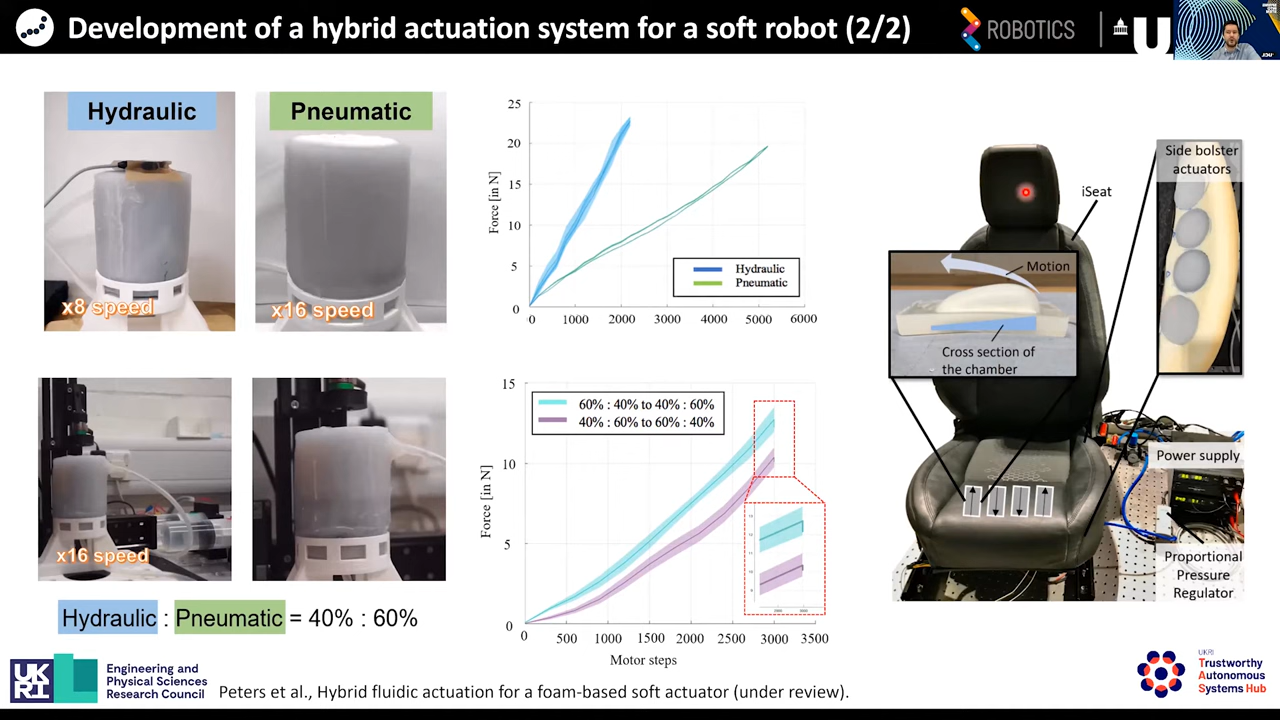 Development of a hybrid actuation system for a soft robot (2/2)
ROBOTICS
U
Hydraulic
Pneumatic
x8 speed
x16 speed
x16 speed
Hydraulic : Pneumatic = 40% : 60%
25
20
15
10
5
0
Force [in N]
0 1000 2000 3000 4000 5000 6000
Hydraulic
Pneumatic
15
10
5
0
Force [in N]
60% : 40% to 40% : 60%
40% : 60% to 60% : 40%
0 500 1000 1500 2000 2500 3000 3500
Motor steps
Side bolster
actuators
iSeat
Motion
Cross section of
the chamber
Power supply
Proportional
Pressure
Regulator
UK
RI
Engineering and
Physical Sciences
Research Council
Peters et al., Hybrid fluidic actuation for a foam-based soft actuator (under review).
UKRI
Trustworthy
Autonomous
Systems Hub